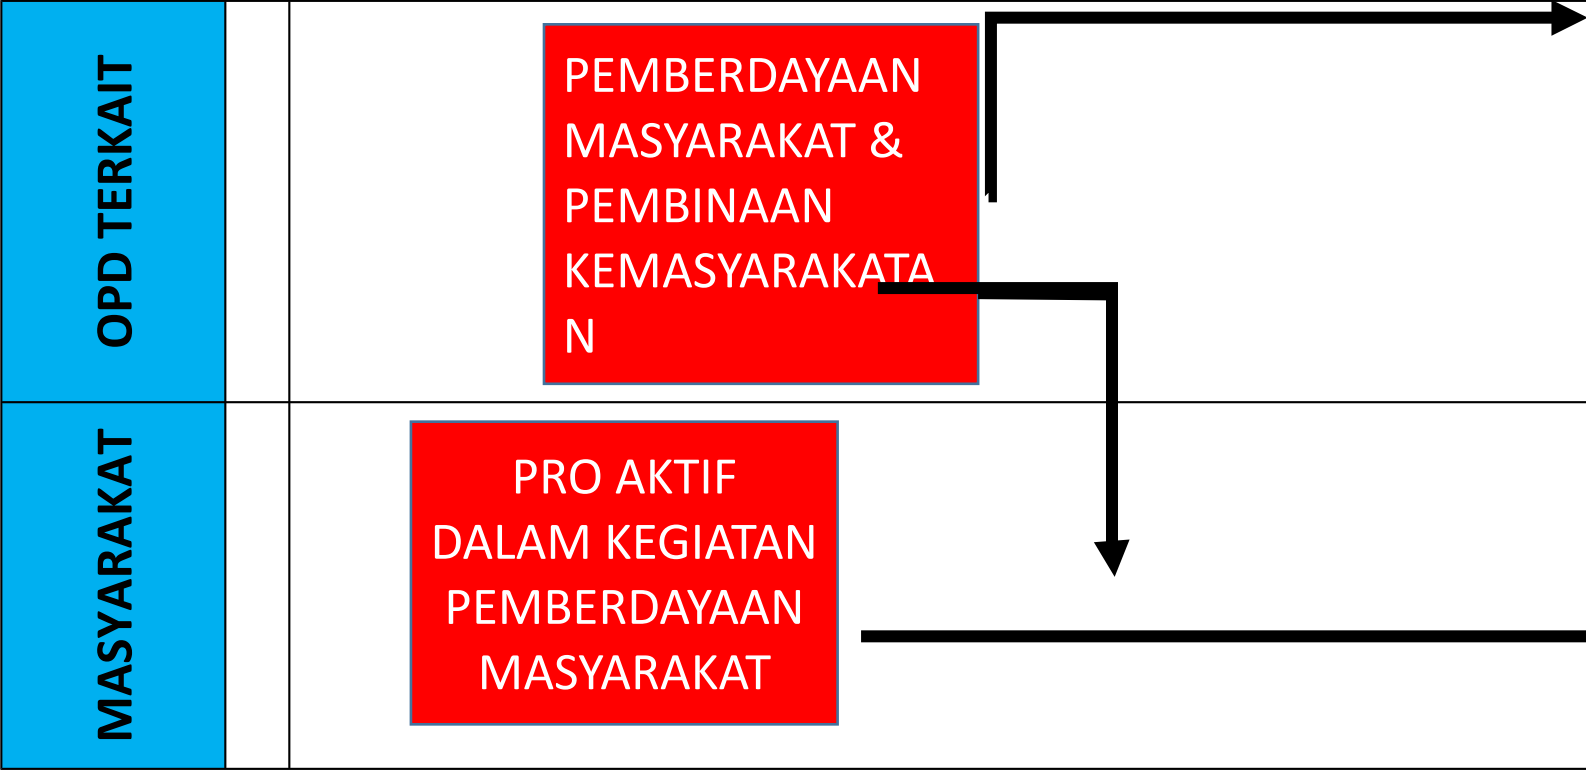 OPD TERKAIT
PEMBERDAYAAN
MASYARAKAT &
PEMBINAAN
KEMASYARAKATA
N
MASYARAKAT
PRO AKTIF
DALAM KEGIATAN
PEMBERDAYAAN
MASYARAKAT